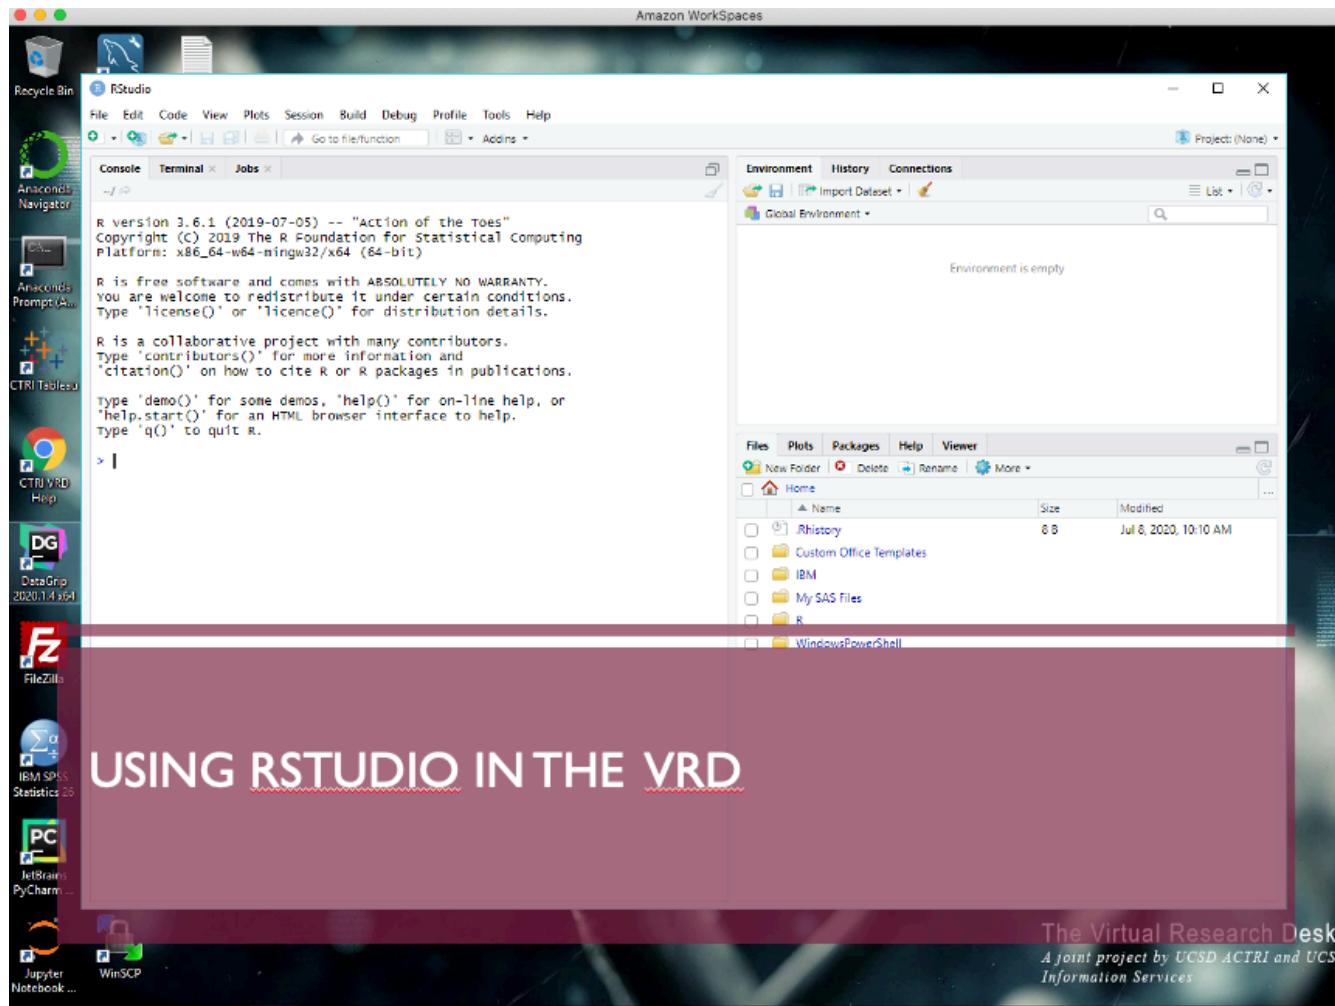 Amazon WorkSpaces
Recycle Bin
RStudio
File Edit Code View Plots Session Build Debug Profile Tools Help
Go to file/function
Addins
Project: (None)
Console Terminal Jobs
Environment History Connections
~/
Import Dataset
List
Global Environment
Environment is empty
R version 3.6.1 (2019-07-05) -- "Action of the Toes"
Copyright (C) 2019 The R Foundation for Statistical Computing
Platform: x86_64-w64-mingw32/x64 (64-bit)
R is free software and comes with ABSOLUTELY NO WARRANTY.
You are welcome to redistribute it under certain conditions.
Type 'license()' or 'licence()' for distribution details.
R is a collaborative project with many contributors.
Type 'contributors()' for more information and
'citation()' on how to cite R or R packages in publications.
Type 'demo()' for some demos, 'help()' for on-line help, or
'help.start()' for an HTML browser interface to help.
Type 'q()' to quit R.
>
Files Plots Packages Help Viewer
New Folder Delete Rename More
Home
...
Name Size Modified
.Rhistory 8 B Jul 8, 2020, 10:10 AM
Custom Office Templates
IBM
My SAS Files
R
WindowsPowerShell
Anaconda
Navigator
Anaconda
Prompt (A...
CTRI Tableau
CTRI VRD
Help
DG
DataGrip
2020.1.4 x64
Fz
FileZilla
IBM SPSS
Statistics 26
PC
JetBrains
PyCharm ...
Jupyter
Notebook ...
WinSCP
USING RSTUDIO IN THE VRD
The Virtual Research Desk
A joint project by UCSD ACTRI and UCS
Information Services